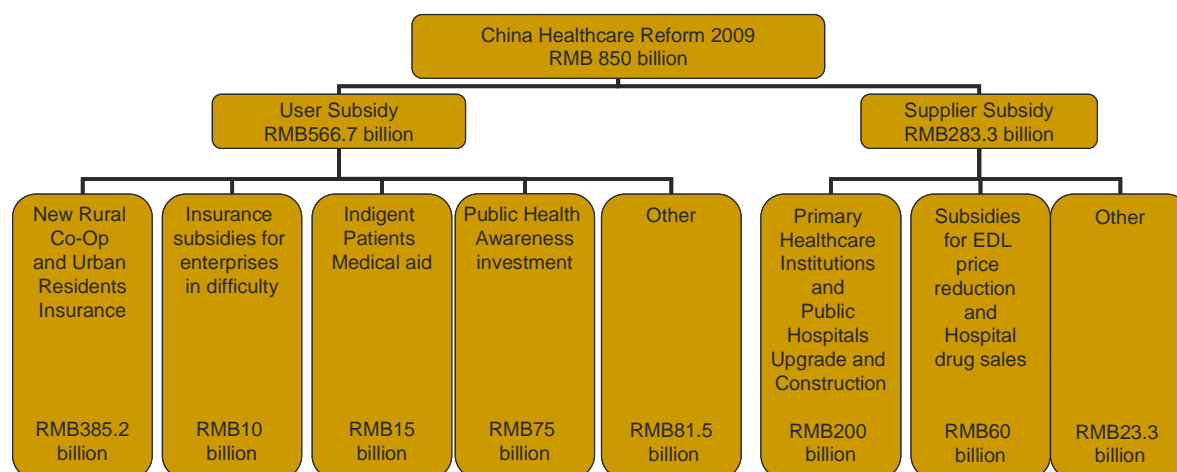 China Healthcare Reform 2009
RMB 850 billion
User Subsidy
RMB566.7 billion
Supplier Subsidy
RMB283.3 billion
New Rural
Co-Op
and Urban
Residents
Insurance
RMB385.2
billion
Insurance
subsidies for
enterprises
in difficulty
RMB10
billion
Indigent
Patients
Medical aid
RMB15
billion
Public Health
Awareness
investment
RMB75
billion
Other
RMB81.5
billion
Primary
Healthcare
Institutions
and
Public
Hospitals
Upgrade and
Construction
RMB200
billion
Subsidies
for EDL
price
reduction
and
Hospital
drug sales
RMB60
billion
Other
RMB23.3
billion